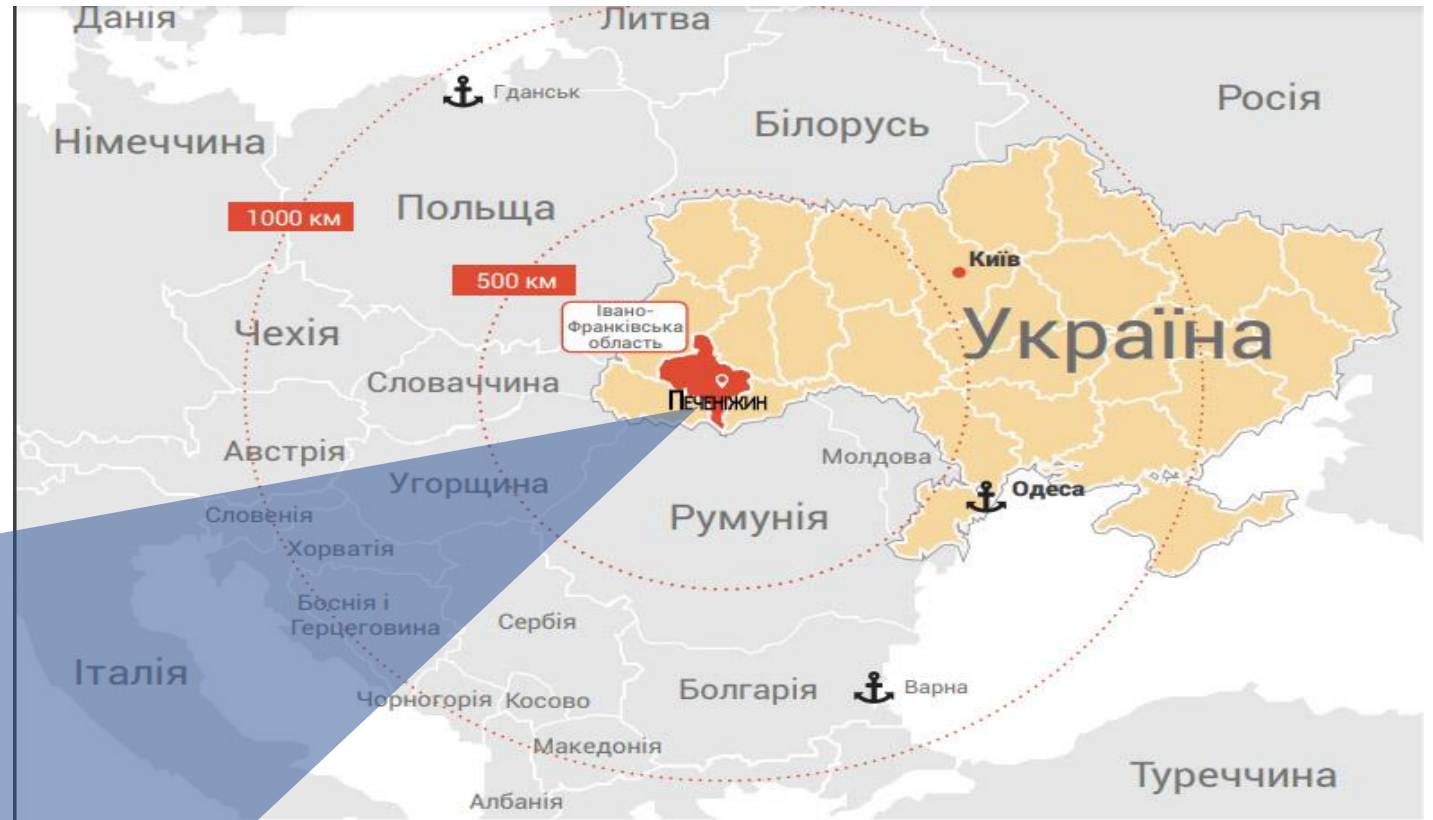 Данія
Литва
Гданськ
Росія
Німеччина
Білорусь
Польща
1000 км
Київ
500 км
Івано-
Франківська
область
Україна
Чехія
Словаччина
ПЕЧЕНІЖИН
Австрія
Молдова
Угорщина
Одеса
Словенія
Румунія
Хорватія
Боснія і
Герцеговина
Сербія
Італія
Чорногорія
Косово
Болгарія
Варна
Македонія
Туреччина
Албанія